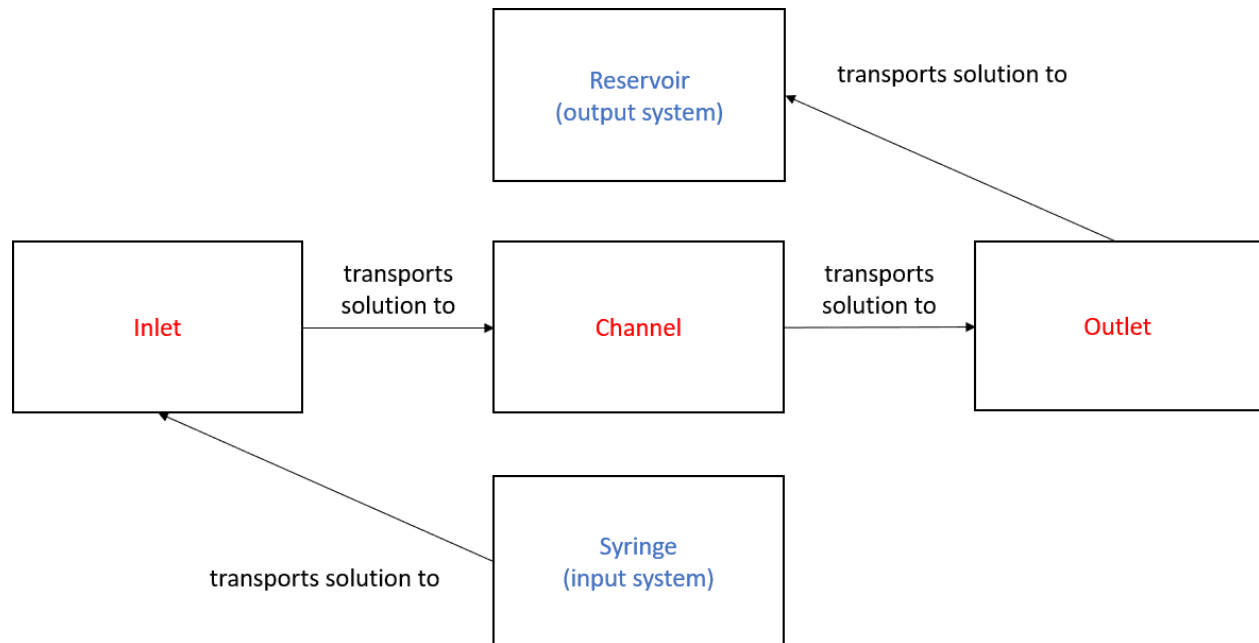 Reservoir
(output system)
transports solution to
Inlet
transports
solution to
Channel
transports
solution to
Outlet
transports solution to
Syringe
(input system)